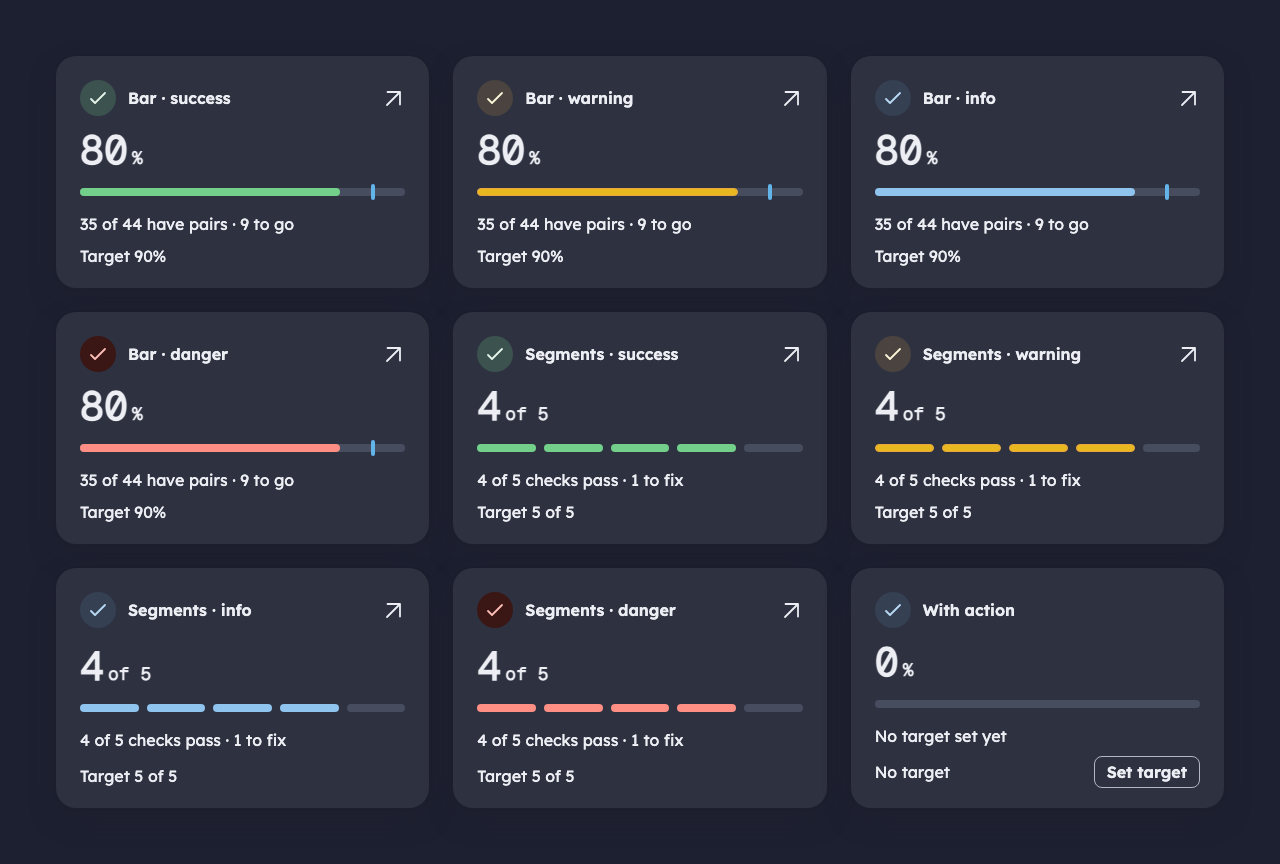 Bar · success
80%
35 of 44 have pairs · 9 to go
Target 90%
Bar · warning
80%
35 of 44 have pairs · 9 to go
Target 90%
Bar · info
80%
35 of 44 have pairs · 9 to go
Target 90%
Bar · danger
80%
35 of 44 have pairs · 9 to go
Target 90%
Segments · success
4 of 5
4 of 5 checks pass · 1 to fix
Target 5 of 5
Segments · warning
4 of 5
4 of 5 checks pass · 1 to fix
Target 5 of 5
Segments · info
4 of 5
4 of 5 checks pass · 1 to fix
Target 5 of 5
Segments · danger
4 of 5
4 of 5 checks pass · 1 to fix
Target 5 of 5
With action
0%
No target set yet
No target
Set target